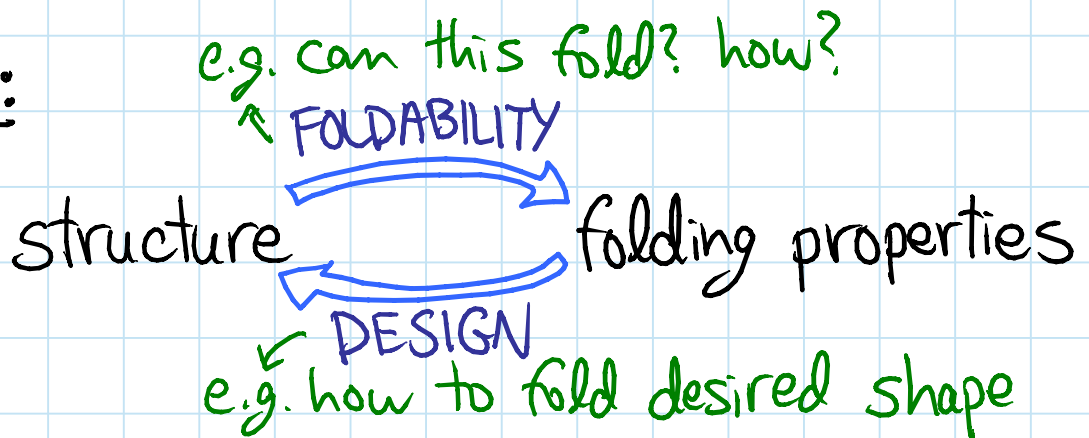 e.g. can this fold? how?
FOLDABILITY
structure
folding properties
DESIGN
e.g. how to fold desired shape